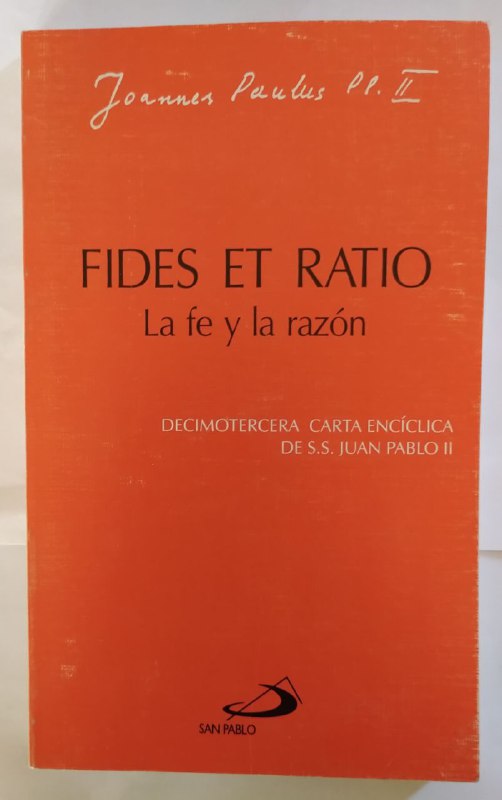 Joannes Paulus PP. II
FIDES ET RATIO
La fe y la razón
DECIMOTERCERA CARTA ENCÍCLICA
DE S.S. JUAN PABLO II
SAN PABLO